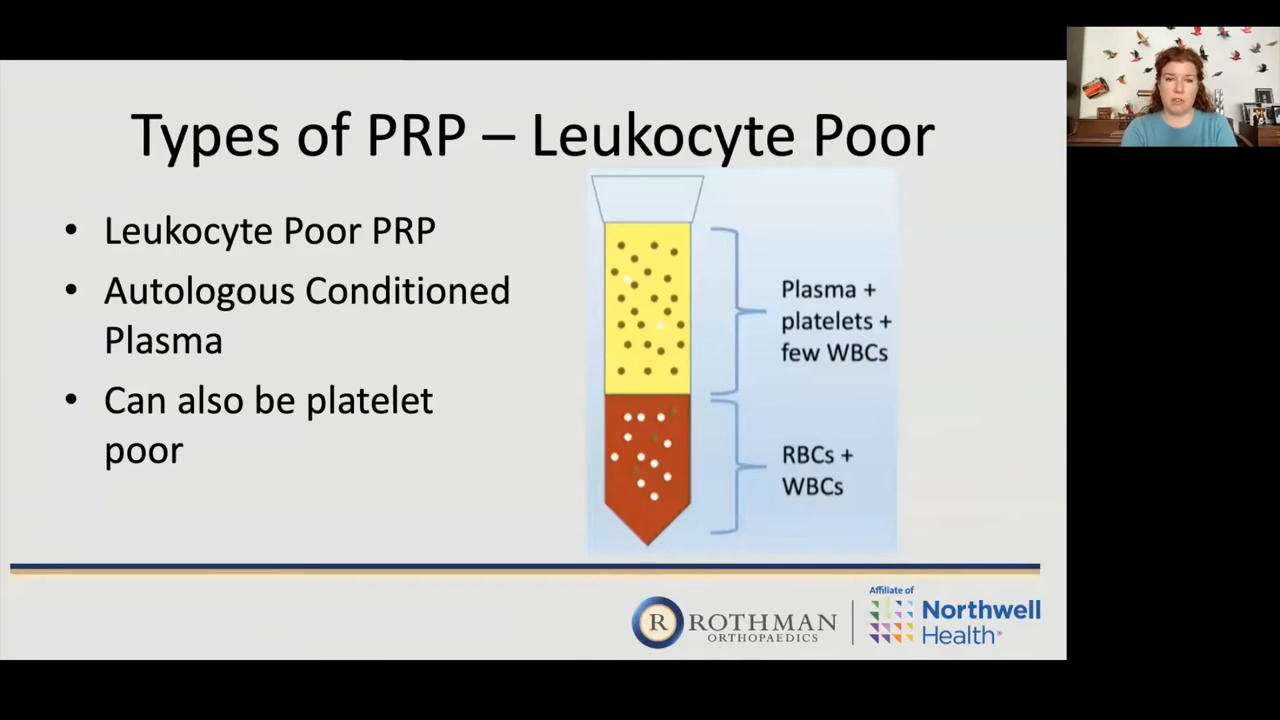 Types of PRP – Leukocyte Poor
• Leukocyte Poor PRP
• Autologous Conditioned
Plasma
• Can also be platelet
poor
Plasma +
platelets +
few WBCs
RBCs +
WBCs
R ROTHMAN
ORTHOPAEDICS
Affiliate of
Northwell
Health®